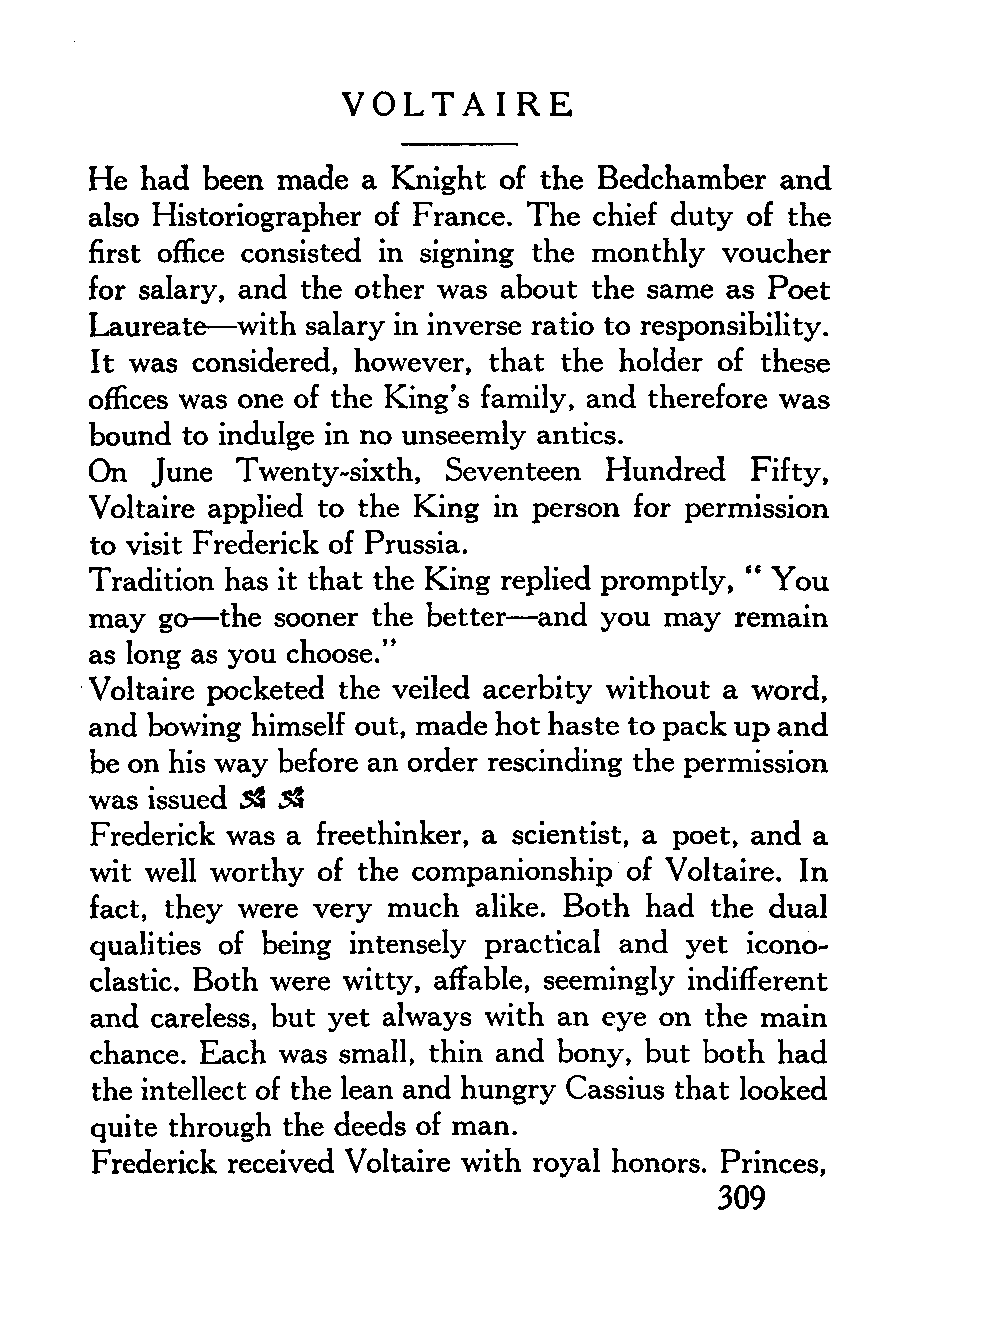 VOLTAIRE
He had been made a Knight of the Bedchamber and
also Historiographer of France. The chief duty of the
first office consisted in signing the monthly voucher
for salary, and the other was about the same as Poet
Laureate—with salary in inverse ratio to responsibility.
It was considered, however, that the holder of these
offices was one of the King's family, and therefore was
bound to indulge in no unseemly antics.
On June Twenty-sixth, Seventeen Hundred Fifty,
Voltaire applied to the King in person for permission
to visit Frederick of Prussia.
Tradition has it that the King replied promptly, " You
may go—the sooner the better—and you may remain
as long as you choose."
Voltaire pocketed the veiled acerbity without a word,
and bowing himself out, made hot haste to pack up and
be on his way before an order rescinding the permission
was issued
Frederick was a freethinker, a scientist, a poet, and a
wit well worthy of the companionship of Voltaire. In
fact, they were very much alike. Both had the dual
qualities of being intensely practical and yet icono-
clastic. Both were witty, affable, seemingly indifferent
and careless, but yet always with an eye on the main
chance. Each was small, thin and bony, but both had
the intellect of the lean and hungry Cassius that looked
quite through the deeds of man.
Frederick received Voltaire with royal honors. Princes,
309